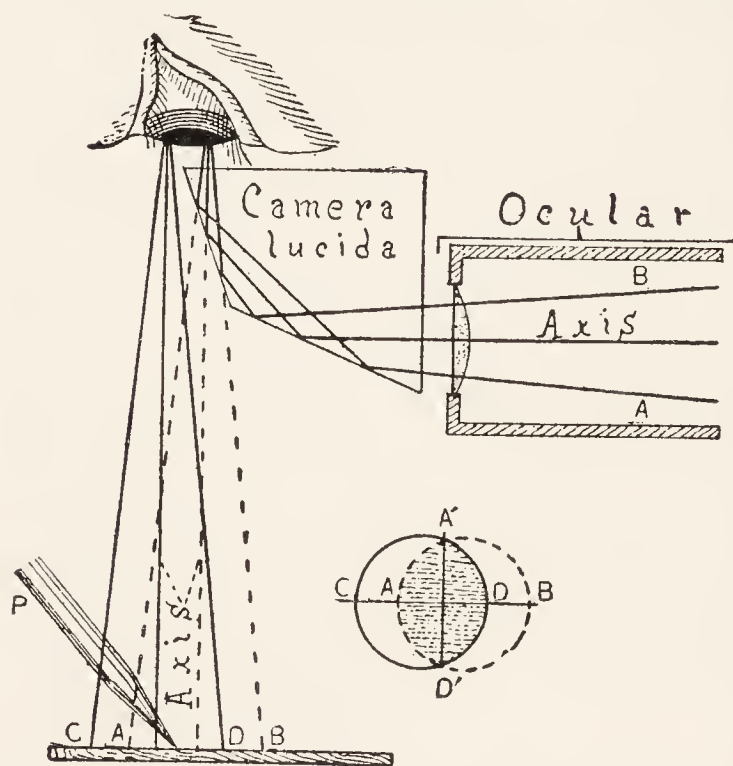 Camera
lucida
Ocular
B
Axis
A
P
Axis
C A D B
A′
C A D B
D′